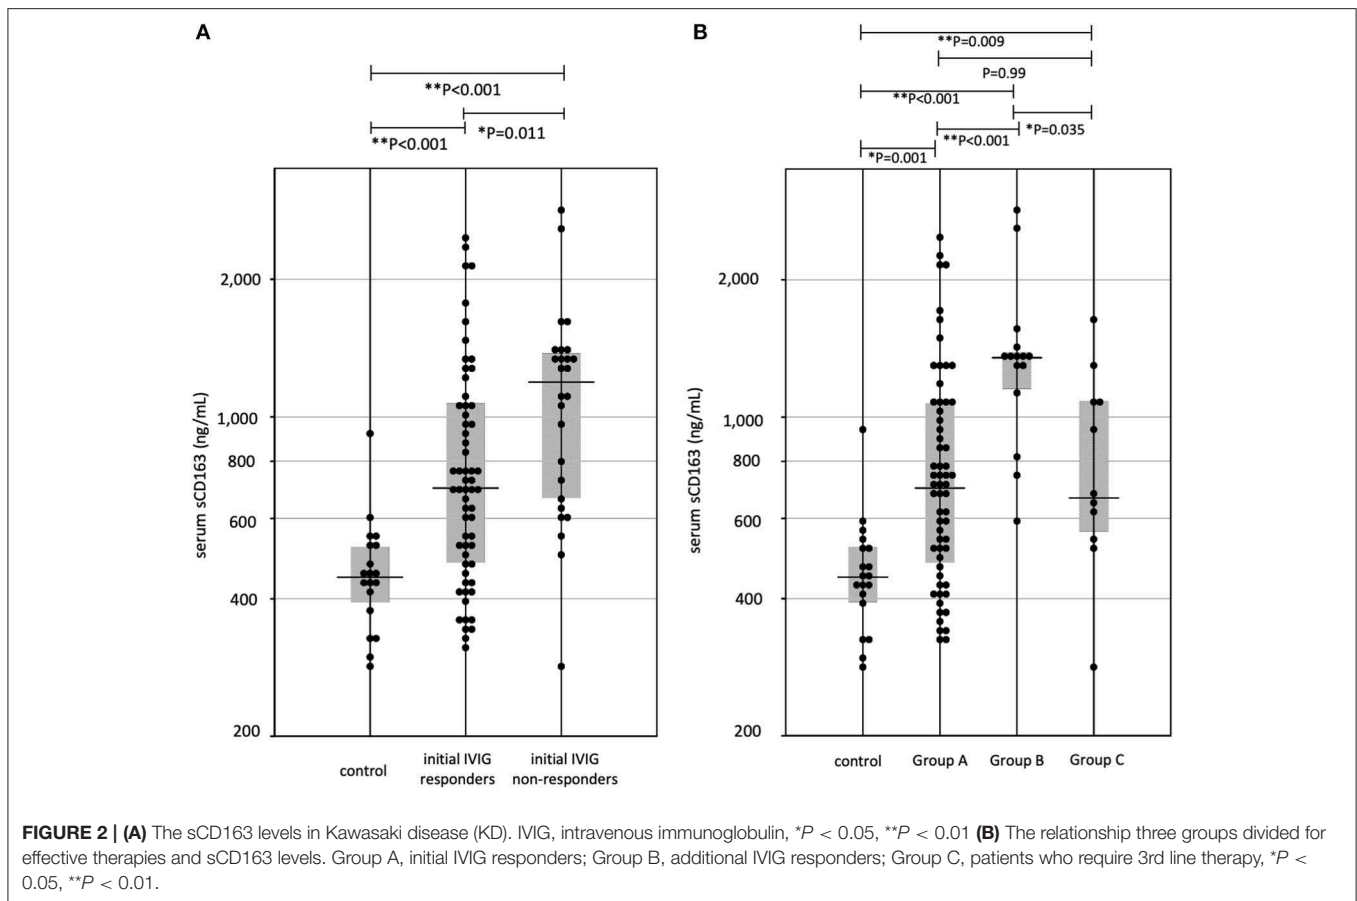 A
B
**P<0.001
*P=0.011
**P<0.001
**P=0.009
P=0.99
**P<0.001
*P=0.035
**P<0.001
*P=0.001
serum sCD163 (ng/mL)
2,000
1,000
800
600
400
200
control
initial IVIG
responders
initial IVIG
non-responders
serum sCD163 (ng/mL)
2,000
1,000
800
600
400
200
control
Group A
Group B
Group C
FIGURE 2 | (A) The sCD163 levels in Kawasaki disease (KD). IVIG, intravenous immunoglobulin, *P < 0.05, **P < 0.01 (B) The relationship three groups divided for
effective therapies and sCD163 levels. Group A, initial IVIG responders; Group B, additional IVIG responders; Group C, patients who require 3rd line therapy, *P <
0.05, **P < 0.01.